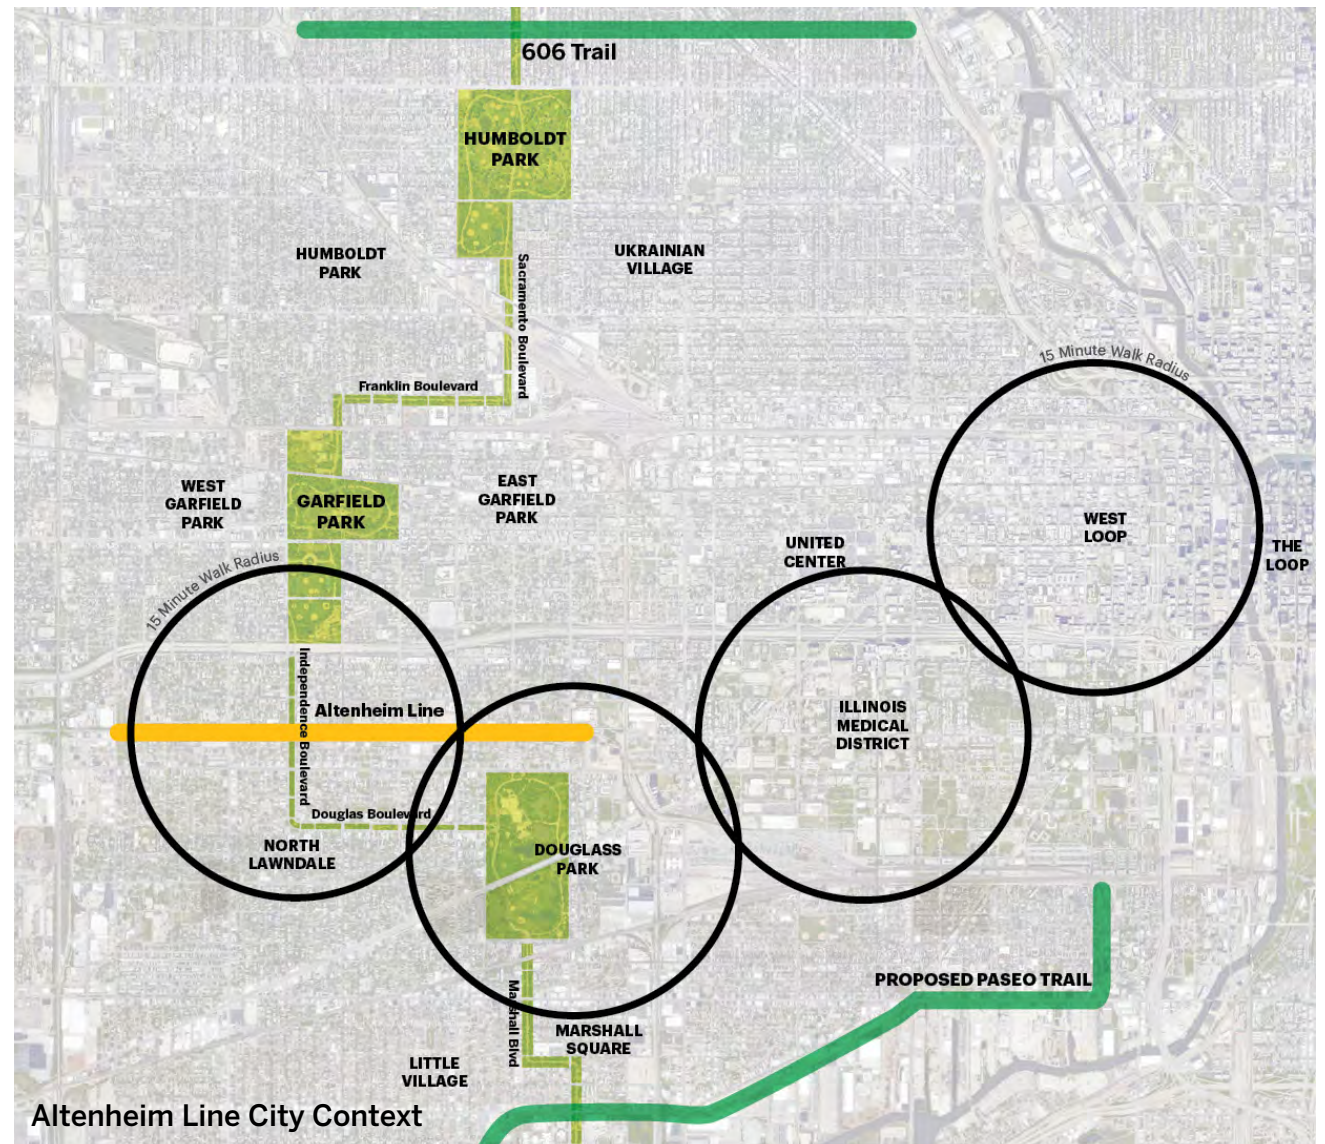 606 Trail
HUMBOLDT
PARK
HUMBOLDT
PARK
UKRAINIAN
VILLAGE
Sacramento Boulevard
15 Minute Walk Radius
Franklin Boulevard
WEST
GARFIELD
PARK
GARFIELD
PARK
EAST
GARFIELD
PARK
WEST
LOOP
UNITED
CENTER
THE
LOOP
15 Minute Walk Radius
Independence Boulevard
Altenheim Line
ILLINOIS
MEDICAL
DISTRICT
Douglas Boulevard
NORTH
LAWNDALE
DOUGLASS
PARK
PROPOSED PASEO TRAIL
Marshall Blvd
MARSHALL
SQUARE
LITTLE
VILLAGE
Altenheim Line City Context